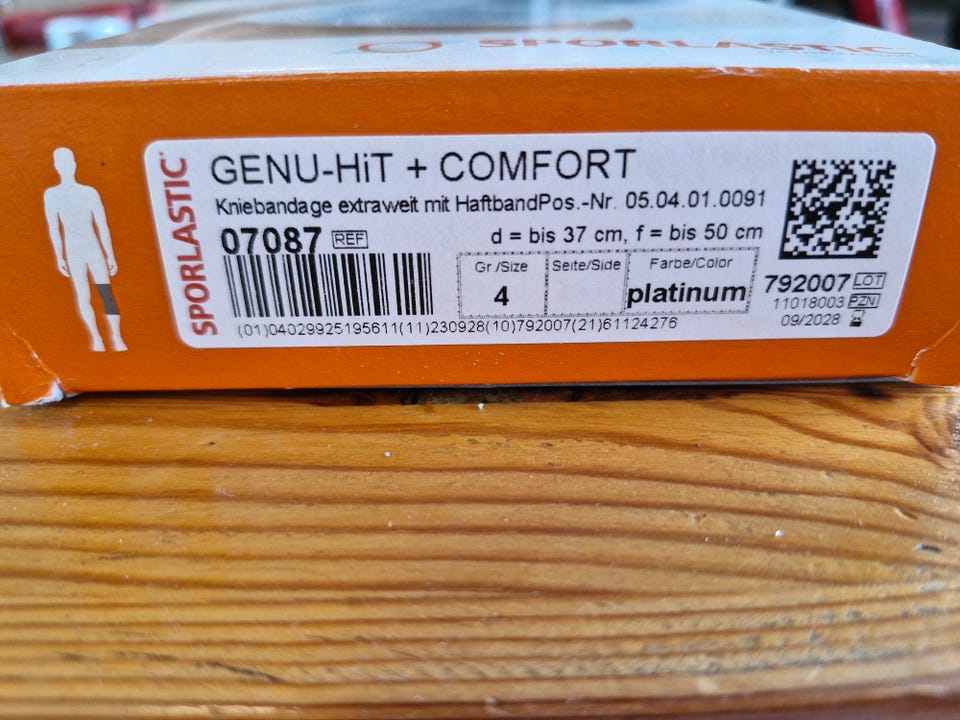 SPORLASTIC
SPORLASTIC
GENU-HiT + COMFORT
Kniebandage extraweit mit HaftbandPos.-Nr. 05.04.01.0091
07087 REF
d = bis 37 cm, f = bis 50 cm
Gr/Size Seite/Side Farbe/Color
4 platinum
792007 LOT
11018003 PZN
09/2028
(01)04029925195611(11)230928(10)792007(21)61124276